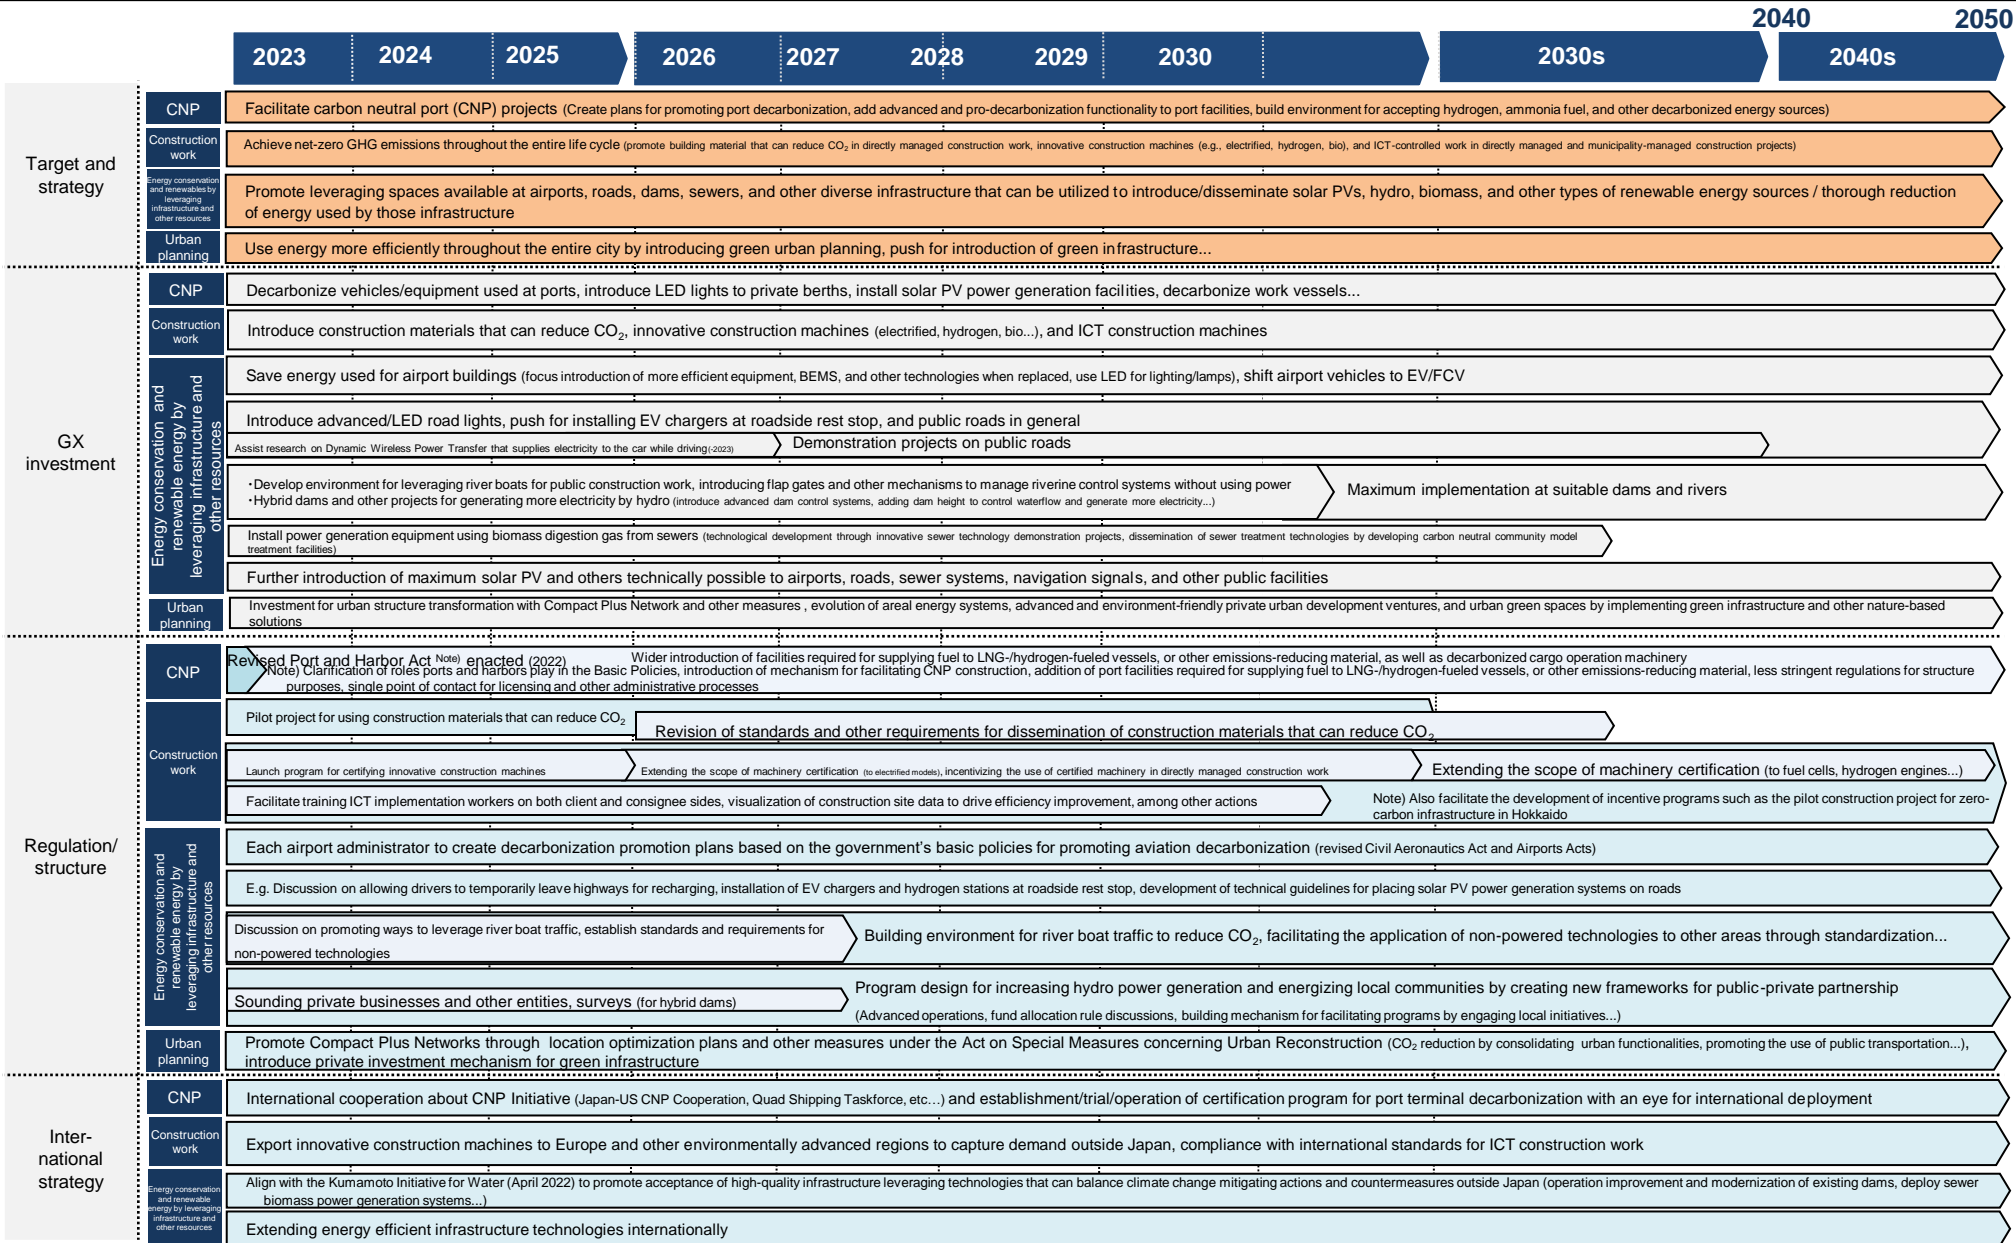 2040
2050
2023
2024
2025
2026
2027
2028
2029
2030
2030s
2040s
Target and
strategy
CNP
Facilitate carbon neutral port (CNP) projects (Create plans for promoting port decarbonization, add advanced and pro-decarbonization functionality to port facilities, build environment for accepting hydrogen, ammonia fuel, and other decarbonized energy sources)
Construction
work
Achieve net-zero GHG emissions throughout the entire life cycle (promote building material that can reduce CO2 in directly managed construction work, innovative construction machines (e.g., electrified, hydrogen, bio), and ICT-controlled work in directly managed and municipality-managed construction projects)
Energy conservation
and renewables by
leveraging
infrastructure and
other resources
Promote leveraging spaces available at airports, roads, dams, sewers, and other diverse infrastructure that can be utilized to introduce/disseminate solar PVs, hydro, biomass, and other types of renewable energy sources / thorough reduction
of energy used by those infrastructure
Urban
planning
Use energy more efficiently throughout the entire city by introducing green urban planning, push for introduction of green infrastructure...
GX
investment
CNP
Decarbonize vehicles/equipment used at ports, introduce LED lights to private berths, install solar PV power generation facilities, decarbonize work vessels...
Construction
work
Introduce construction materials that can reduce CO2, innovative construction machines (electrified, hydrogen, bio...), and ICT construction machines
Energy conservation and
renewable energy by
leveraging infrastructure and
other resources
Save energy used for airport buildings (focus introduction of more efficient equipment, BEMS, and other technologies when replaced, use LED for lighting/lamps), shift airport vehicles to EV/FCV
Introduce advanced/LED road lights, push for installing EV chargers at roadside rest stop, and public roads in general
Assist research on Dynamic Wireless Power Transfer that supplies electricity to the car while driving(-2023)
Demonstration projects on public roads
・Develop environment for leveraging river boats for public construction work, introducing flap gates and other mechanisms to manage riverine control systems without using power
・Hybrid dams and other projects for generating more electricity by hydro (introduce advanced dam control systems, adding dam height to control waterflow and generate more electricity...)
Maximum implementation at suitable dams and rivers
Install power generation equipment using biomass digestion gas from sewers (technological development through innovative sewer technology demonstration projects, dissemination of sewer treatment technologies by developing carbon neutral community model
treatment facilities)
Further introduction of maximum solar PV and others technically possible to airports, roads, sewer systems, navigation signals, and other public facilities
Urban
planning
Investment for urban structure transformation with Compact Plus Network and other measures , evolution of areal energy systems, advanced and environment-friendly private urban development ventures, and urban green spaces by implementing green infrastructure and other nature-based
solutions
Regulation/
structure
CNP
Revised Port and Harbor Act Note) enacted (2022)
Wider introduction of facilities required for supplying fuel to LNG-/hydrogen-fueled vessels, or other emissions-reducing material, as well as decarbonized cargo operation machinery
Note) Clarification of roles ports and harbors play in the Basic Policies, introduction of mechanism for facilitating CNP construction, addition of port facilities required for supplying fuel to LNG-/hydrogen-fueled vessels, or other emissions-reducing material, less stringent regulations for structure
purposes, single point of contact for licensing and other administrative processes
Construction
work
Pilot project for using construction materials that can reduce CO2
Revision of standards and other requirements for dissemination of construction materials that can reduce CO2
Launch program for certifying innovative construction machines
Extending the scope of machinery certification (to electrified models), incentivizing the use of certified machinery in directly managed construction work
Extending the scope of machinery certification (to fuel cells, hydrogen engines...)
Facilitate training ICT implementation workers on both client and consignee sides, visualization of construction site data to drive efficiency improvement, among other actions
Note) Also facilitate the development of incentive programs such as the pilot construction project for zero-
carbon infrastructure in Hokkaido
Energy conservation and
renewable energy by
leveraging infrastructure and
other resources
Each airport administrator to create decarbonization promotion plans based on the government's basic policies for promoting aviation decarbonization (revised Civil Aeronautics Act and Airports Acts)
E.g. Discussion on allowing drivers to temporarily leave highways for recharging, installation of EV chargers and hydrogen stations at roadside rest stop, development of technical guidelines for placing solar PV power generation systems on roads
Discussion on promoting ways to leverage river boat traffic, establish standards and requirements for
non-powered technologies
Building environment for river boat traffic to reduce CO2, facilitating the application of non-powered technologies to other areas through standardization...
Sounding private businesses and other entities, surveys (for hybrid dams)
Program design for increasing hydro power generation and energizing local communities by creating new frameworks for public-private partnership
(Advanced operations, fund allocation rule discussions, building mechanism for facilitating programs by engaging local initiatives...)
Urban
planning
Promote Compact Plus Networks through location optimization plans and other measures under the Act on Special Measures concerning Urban Reconstruction (CO2 reduction by consolidating urban functionalities, promoting the use of public transportation...),
introduce private investment mechanism for green infrastructure
Inter-
national
strategy
CNP
International cooperation about CNP Initiative (Japan-US CNP Cooperation, Quad Shipping Taskforce, etc...) and establishment/trial/operation of certification program for port terminal decarbonization with an eye for international deployment
Construction
work
Export innovative construction machines to Europe and other environmentally advanced regions to capture demand outside Japan, compliance with international standards for ICT construction work
Energy conservation
and renewable
energy by leveraging
infrastructure and
other resources
Align with the Kumamoto Initiative for Water (April 2022) to promote acceptance of high-quality infrastructure leveraging technologies that can balance climate change mitigating actions and countermeasures outside Japan (operation improvement and modernization of existing dams, deploy sewer
biomass power generation systems...)
Extending energy efficient infrastructure technologies internationally